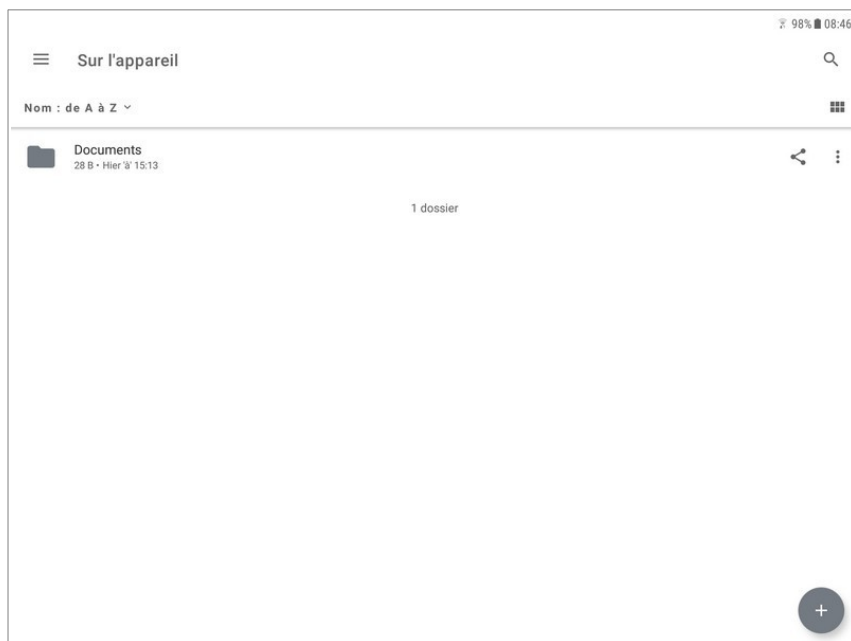 98% 08:46
Sur l'appareil
Nom : de A à Z
Documents
28 B • Hier 'à' 15:13
1 dossier